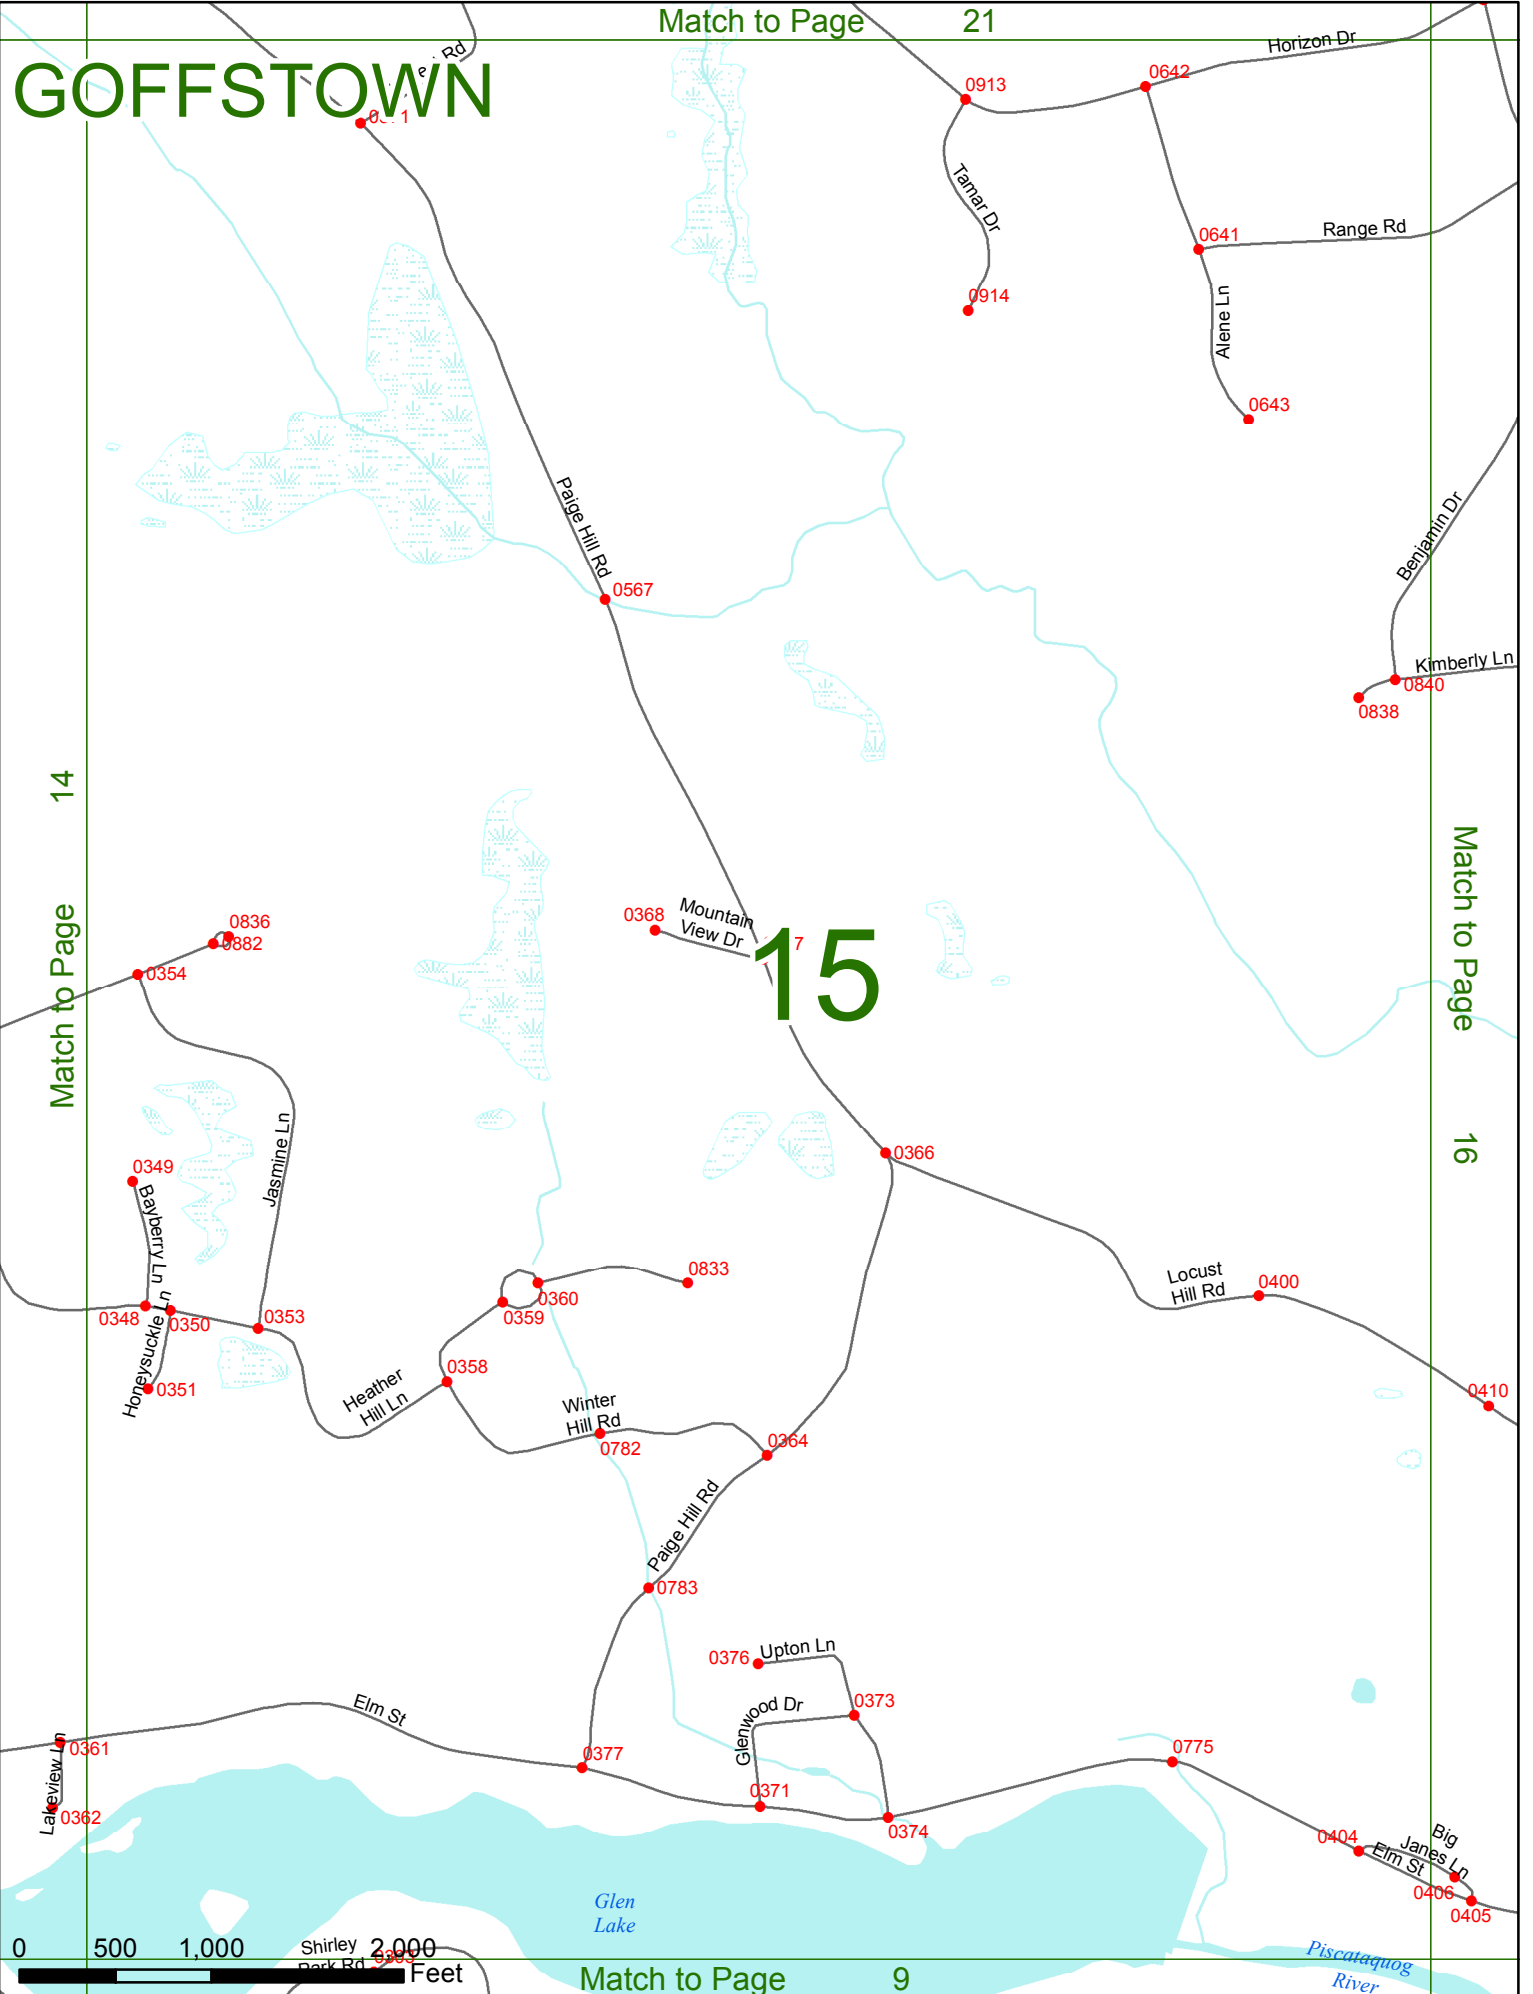 Match to Page 21
GOFFSTOWN
Rd
Horizon Dr
0913
0642
Tamar Dr
0641
Range Rd
0914
Alene Ln
0643
Paige Hill Rd
0567
Benjamin Dr
Kimberly Ln
0840
0838
Match to Page 14
Match to Page 16
0836
0882
0354
0368
Mountain
View Dr
15
7
0366
Jasmine Ln
0349
Bayberry Ln
0348
0350
0353
Honeysuckle Ln
0351
0833
0360
0359
0358
Heather
Hill Ln
Winter
Hill Rd
0782
0364
Locust
Hill Rd
0400
0410
Paige Hill Rd
0783
0376
Upton Ln
0373
Glenwood Dr
Elm St
0361
Lakeview Ln
0362
0377
0371
0374
0775
0404
Big
Janes Ln
Elm St
0406
0405
Glen
Lake
Piscataquog
River
Shirley
Park Rd
0 500 1,000 2,000
Feet
Match to Page 9